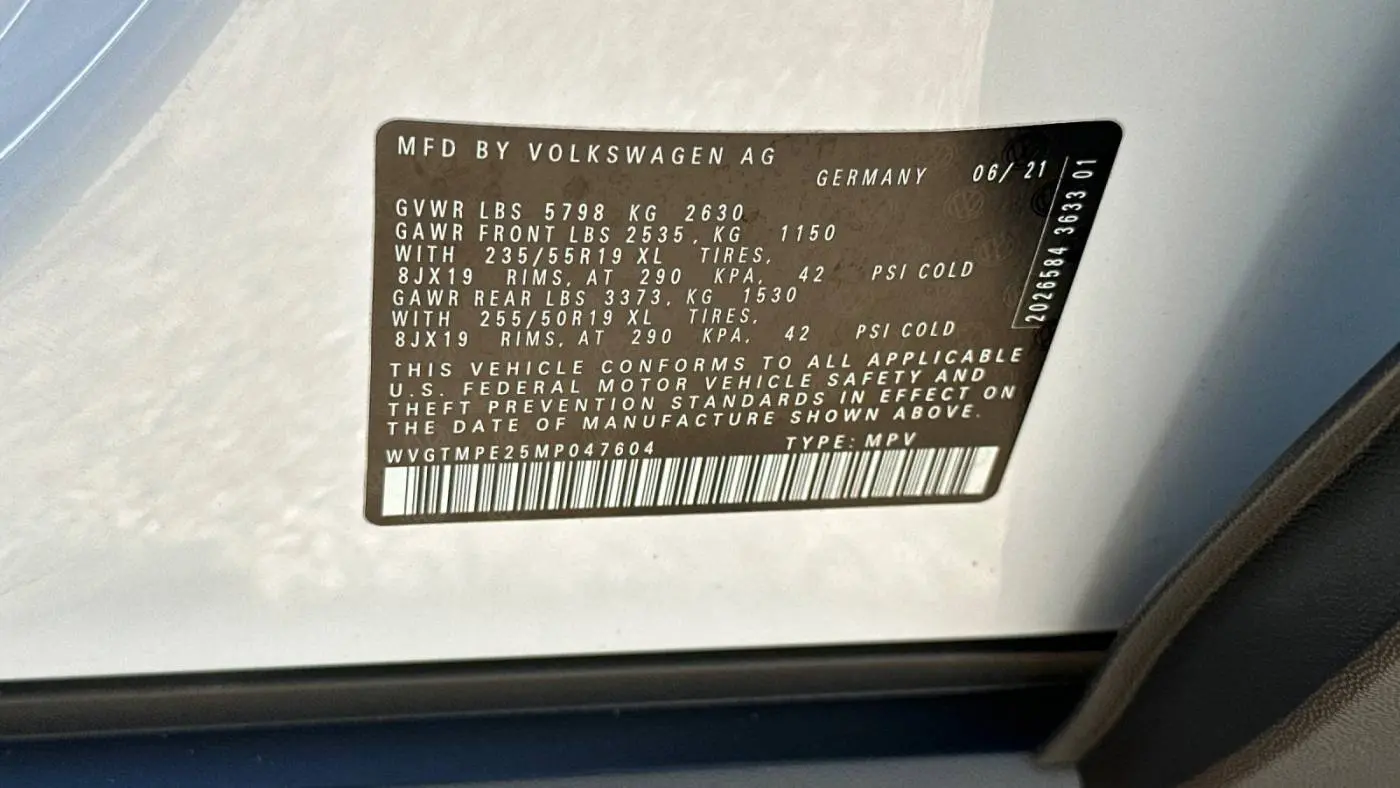 MFD BY VOLKSWAGEN AG
GERMANY 06/ 21
GVWR LBS 5798 KG 2630
GAWR FRONT LBS 2535, KG 1150
WITH 235/55R19 XL TIRES,
8JX19 RIMS, AT 290 KPA, 42 PSI COLD
GAWR REAR LBS 3373, KG 1530
WITH 255/50R19 XL TIRES,
8JX19 RIMS, AT 290 KPA, 42 PSI COLD
THIS VEHICLE CONFORMS TO ALL APPLICABLE
U.S. FEDERAL MOTOR VEHICLE SAFETY AND
THEFT PREVENTION STANDARDS IN EFFECT ON
THE DATE OF MANUFACTURE SHOWN ABOVE.
WVGTMPE25MP047604 TYPE: MPV
2026584 3633 01